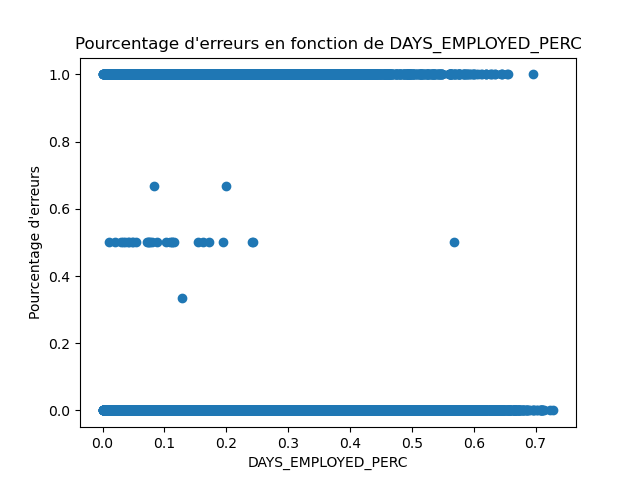 Pourcentage d'erreurs en fonction de DAYS_EMPLOYED_PERC
1.0
0.8
0.6
0.4
0.2
0.0
Pourcentage d'erreurs
0.0 0.1 0.2 0.3 0.4 0.5 0.6 0.7
DAYS_EMPLOYED_PERC